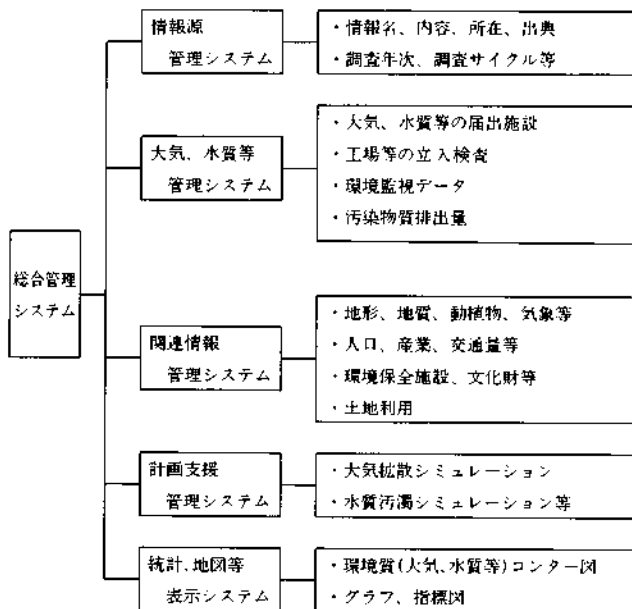 情報源
管理システム
・情報名、内容、所在、出典
・調査年次、調査サイクル等
大気、水質等
管理システム
・大気、水質等の届出施設
・工場等の立入検査
・環境監視データ
・汚染物質排出量
総合管理
システム
関連情報
管理システム
・地形、地質、動植物、気象等
・人口、産業、交通量等
・環境保全施設、文化財等
・土地利用
計画支援
管理システム
・大気拡散シミュレーション
・水質汚濁シミュレーション等
統計、地図等
表示システム
・環境質(大気、水質等)コンター図
・グラフ、指標図